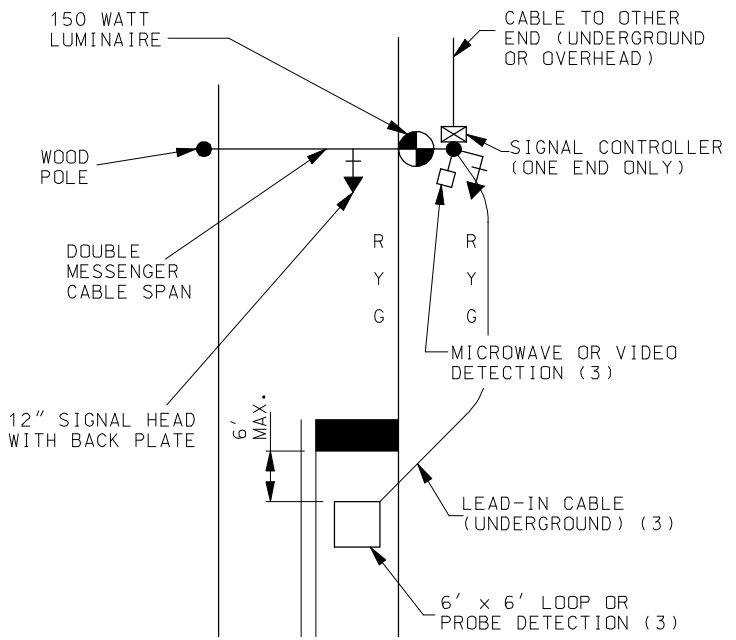 150 WATT
LUMINAIRE
CABLE TO OTHER
END (UNDERGROUND
OR OVERHEAD)
WOOD
POLE
SIGNAL CONTROLLER
(ONE END ONLY)
DOUBLE
MESSENGER
CABLE SPAN
R
Y
G
R
Y
G
MICROWAVE OR VIDEO
DETECTION (3)
12" SIGNAL HEAD
WITH BACK PLATE
6'
MAX.
LEAD-IN CABLE
(UNDERGROUND) (3)
6' x 6' LOOP OR
PROBE DETECTION (3)